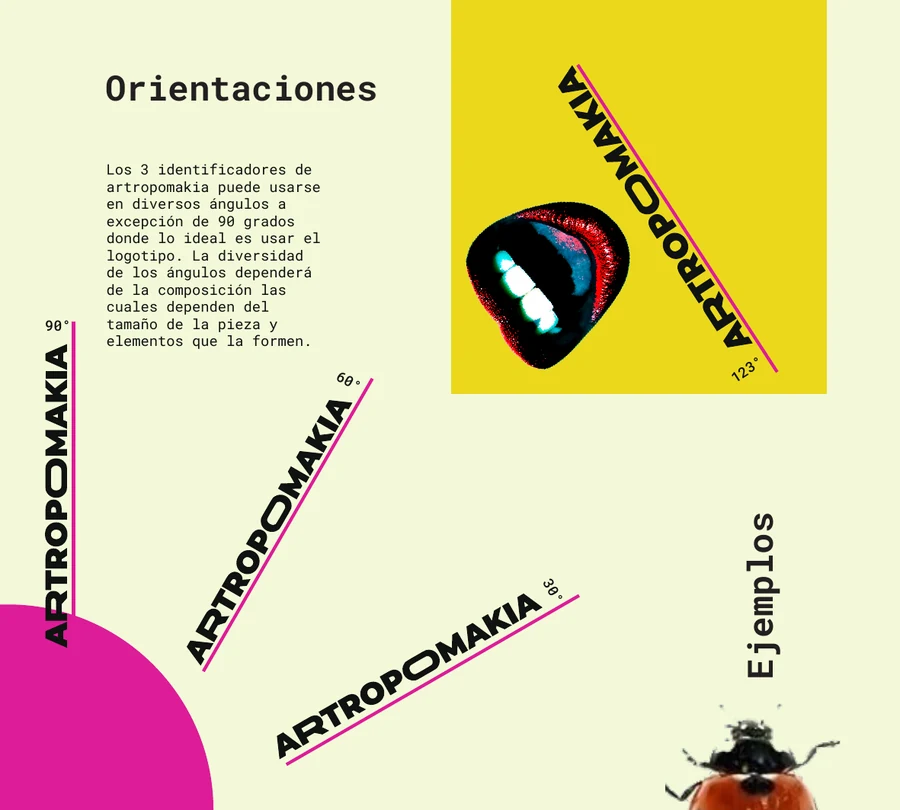 Orientaciones
Los 3 identificadores de
artropomakia puede usarse
en diversos ángulos a
excepción de 90 grados
donde lo ideal es usar el
logotipo. La diversidad
de los ángulos dependerá
de la composición las
cuales dependen del
tamaño de la pieza y
elementos que la formen.
ARTROPOMAKIA
123°
90°
ARTROPOMAKIA
60°
ARTROPOMAKIA
30°
ARTROPOMAKIA
Ejemplos